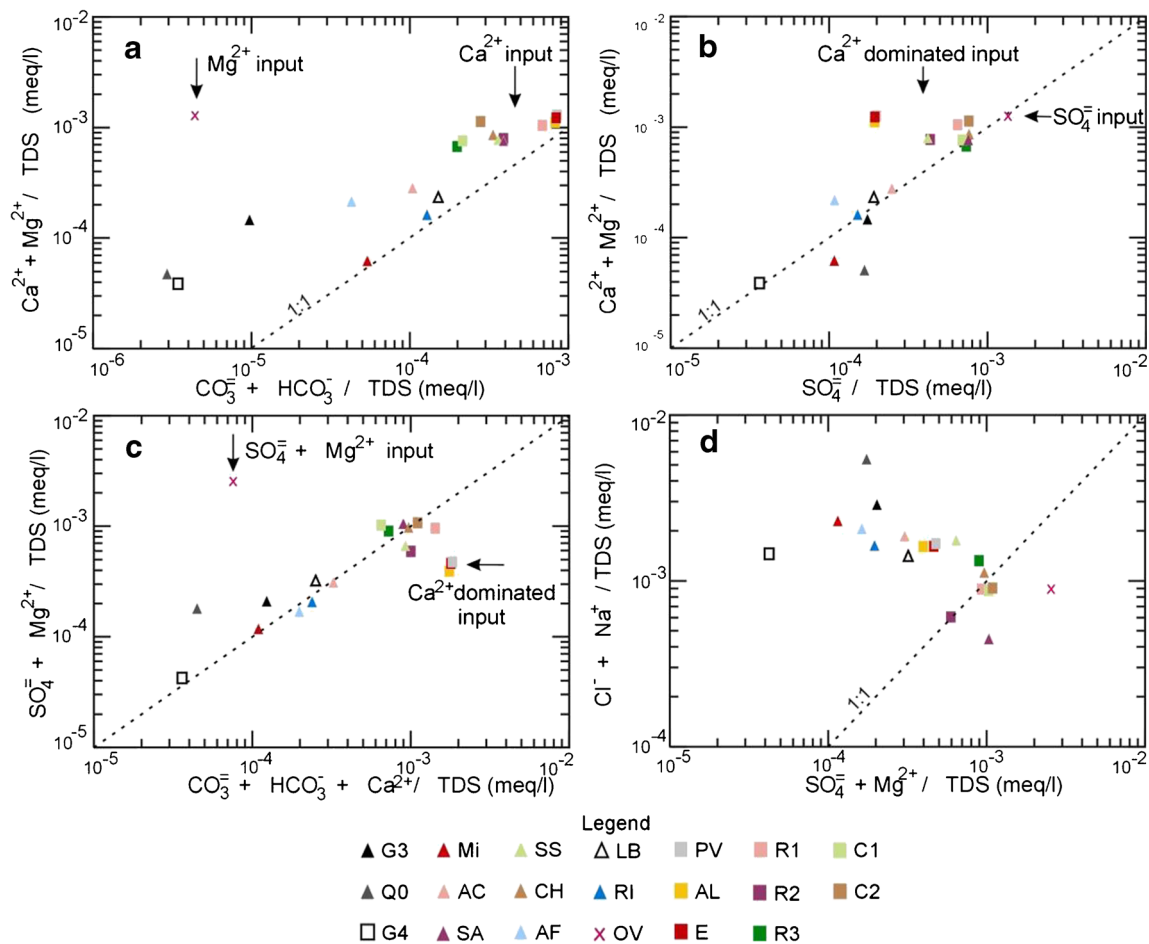 a
Mg²⁺ input
Ca²⁺ input
Ca²⁺ + Mg²⁺ / TDS (meq/l)
10⁻²
10⁻³
10⁻⁴
10⁻⁵
1:1
10⁻⁶ 10⁻⁵ 10⁻⁴ 10⁻³
CO₃⁼ + HCO₃⁻ / TDS (meq/l)
b
Ca²⁺ dominated input
SO₄⁼ input
Ca²⁺ + Mg²⁺ / TDS (meq/l)
10⁻²
10⁻³
10⁻⁴
10⁻⁵
1:1
10⁻⁵ 10⁻⁴ 10⁻³ 10⁻²
SO₄⁼ / TDS (meq/l)
c
SO₄⁼ + Mg²⁺ input
Ca²⁺ dominated
input
SO₄⁼ + Mg²⁺ / TDS (meq/l)
10⁻²
10⁻³
10⁻⁴
10⁻⁵
10⁻⁵ 10⁻⁴ 10⁻³ 10⁻²
CO₃⁼ + HCO₃⁻ + Ca²⁺/ TDS (meq/l)
d
Cl⁻ + Na⁺ / TDS (meq/l)
10⁻²
10⁻³
10⁻⁴
1:1
10⁻⁵ 10⁻⁴ 10⁻³ 10⁻²
SO₄⁼ + Mg²⁺ / TDS (meq/l)
Legend
G3 Mi SS LB PV R1 C1
Q0 AC CH RI AL R2 C2
G4 SA AF OV E R3